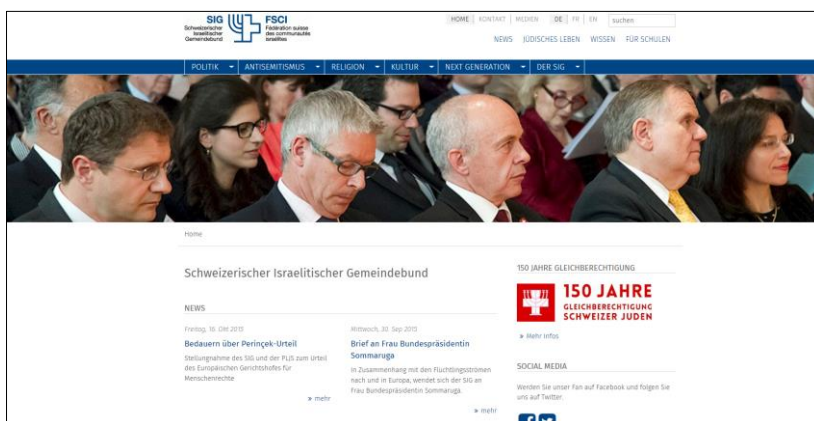 SIG
Schweizerischer
Israelitischer
Gemeindebund
FSCI
Fédération suisse
des communautés
israélites
HOME KONTAKT MEDIEN DE FR EN suchen
NEWS JÜDISCHES LEBEN WISSEN FÜR SCHULEN
POLITIK ANTISEMITISMUS RELIGION KULTUR NEXT GENERATION DER SIG
Home
Schweizerischer Israelitischer Gemeindebund
NEWS
Freitag, 16. Okt 2015
Bedauern über Perinçek-Urteil
Stellungnahme des SIG und der PLJS zum Urteil
des Europäischen Gerichtshofes für
Menschenrechte
» mehr
Mittwoch, 30. Sep 2015
Brief an Frau Bundespräsidentin
Sommaruga
In Zusammenhang mit den Flüchtlingsströmen
nach und in Europa, wendet sich der SIG an
Frau Bundespräsidentin Sommaruga.
» mehr
150 JAHRE GLEICHBERECHTIGUNG
150 JAHRE
GLEICHBERECHTIGUNG
SCHWEIZER JUDEN
» Mehr Infos
SOCIAL MEDIA
Werden Sie unser Fan auf Facebook und folgen Sie
uns auf Twitter.